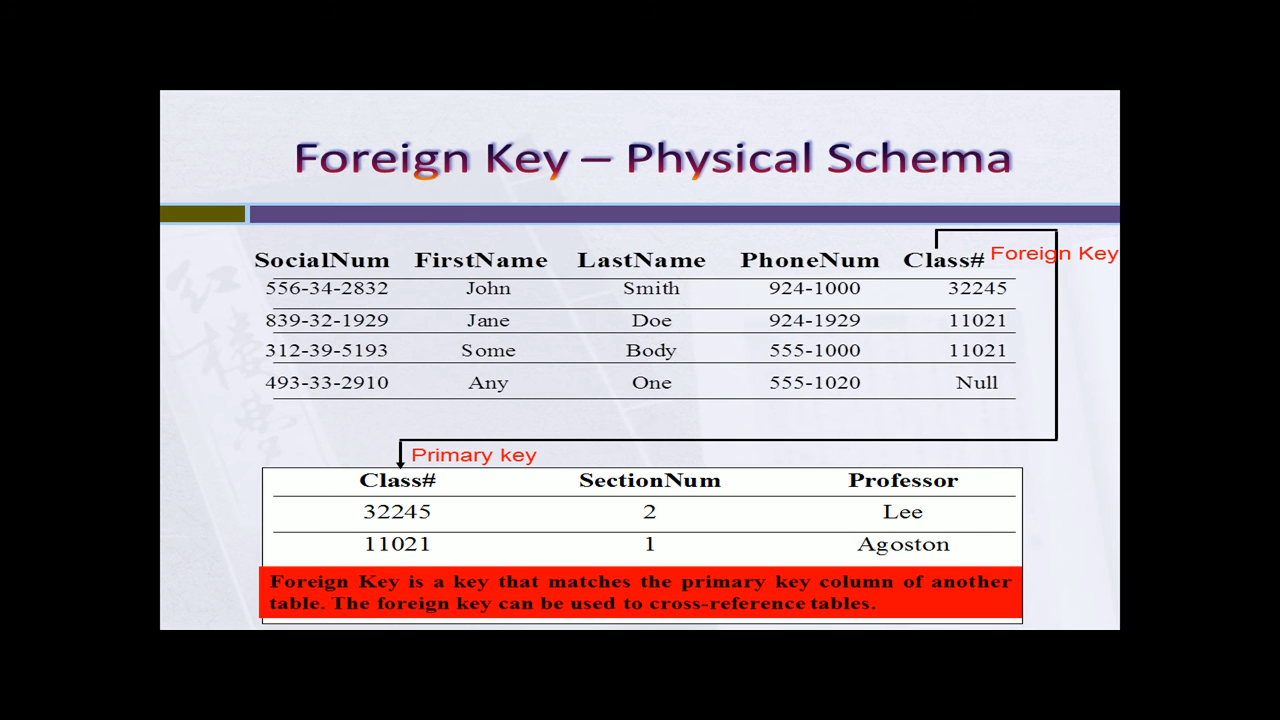 Foreign Key – Physical Schema
SocialNum FirstName LastName PhoneNum Class# Foreign Key
556-34-2832 John Smith 924-1000 32245
839-32-1929 Jane Doe 924-1929 11021
312-39-5193 Some Body 555-1000 11021
493-33-2910 Any One 555-1020 Null
Primary key
Class# SectionNum Professor
32245 2 Lee
11021 1 Agoston
Foreign Key is a key that matches the primary key column of another
table. The foreign key can be used to cross-reference tables.